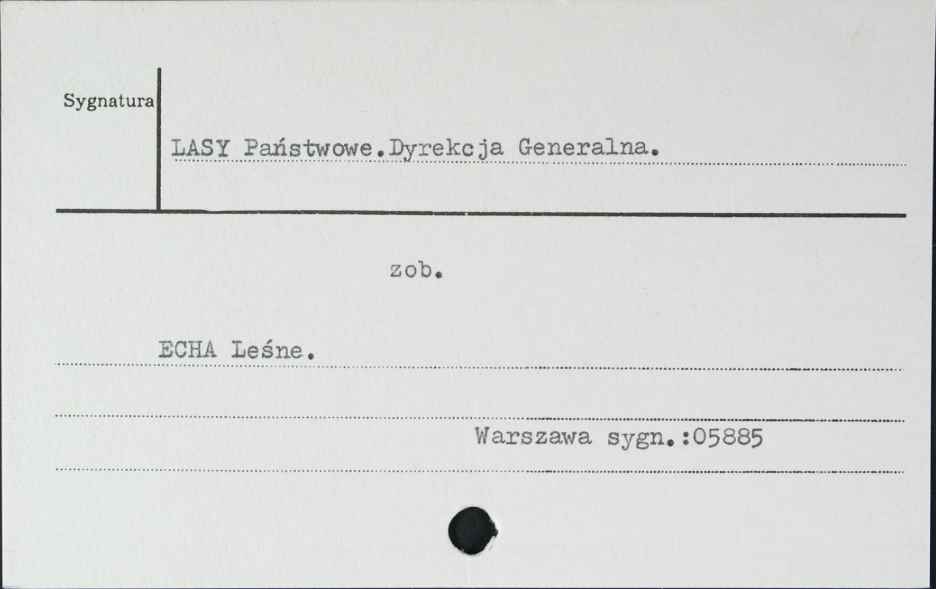 Sygnatura
LASY Państwowe.Dyrekcja Generalna.
zob.
ECHA Leśne.
Warszawa sygn.:05885